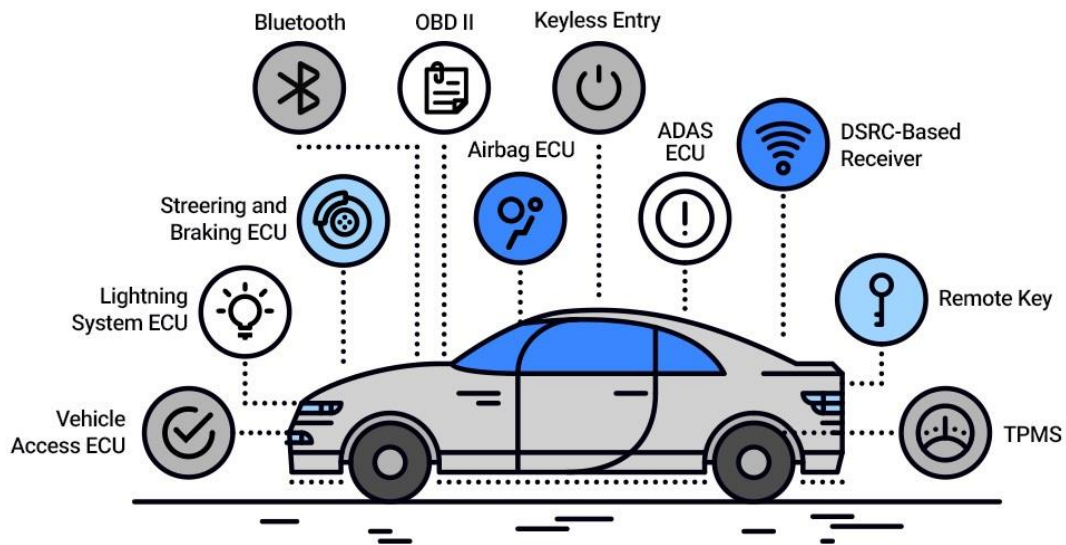 Bluetooth
OBD II
Keyless Entry
Airbag ECU
ADAS
ECU
DSRC-Based
Receiver
Streering and
Braking ECU
Lightning
System ECU
Remote Key
Vehicle
Access ECU
TPMS